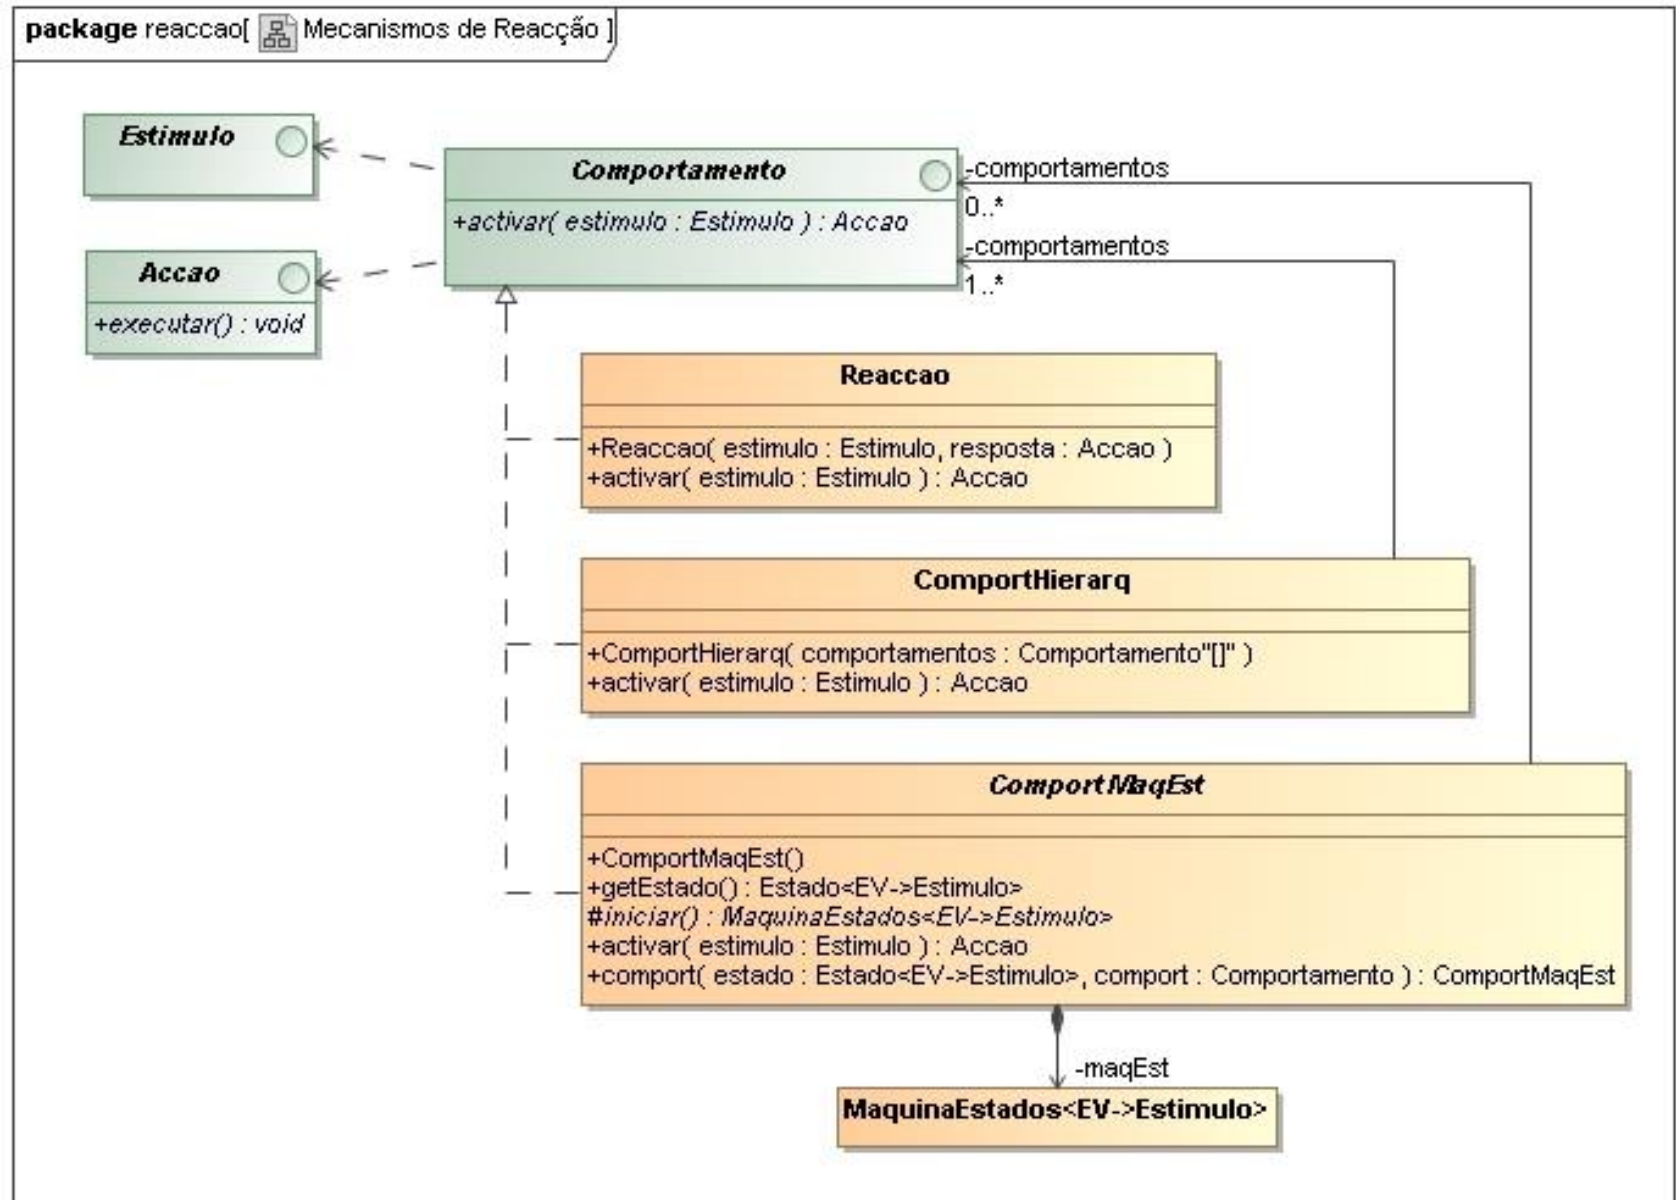 package reaccao[ Mecanismos de Reacção ]
Estimulo
Comportamento
+activar( estimulo : Estimulo ) : Accao
-comportamentos
0..*
-comportamentos
1..*
Accao
+executar() : void
Reaccao
+Reaccao( estimulo : Estimulo, resposta : Accao )
+activar( estimulo : Estimulo ) : Accao
ComportHierarq
+ComportHierarq( comportamentos : Comportamento"[]" )
+activar( estimulo : Estimulo ) : Accao
ComportMaqEst
+ComportMaqEst()
+getEstado() : Estado<EV->Estimulo>
#iniciar() : MaquinaEstados<EV->Estimulo>
+activar( estimulo : Estimulo ) : Accao
+comport( estado : Estado<EV->Estimulo>, comport : Comportamento ) : ComportMaqEst
-maqEst
MaquinaEstados<EV->Estimulo>